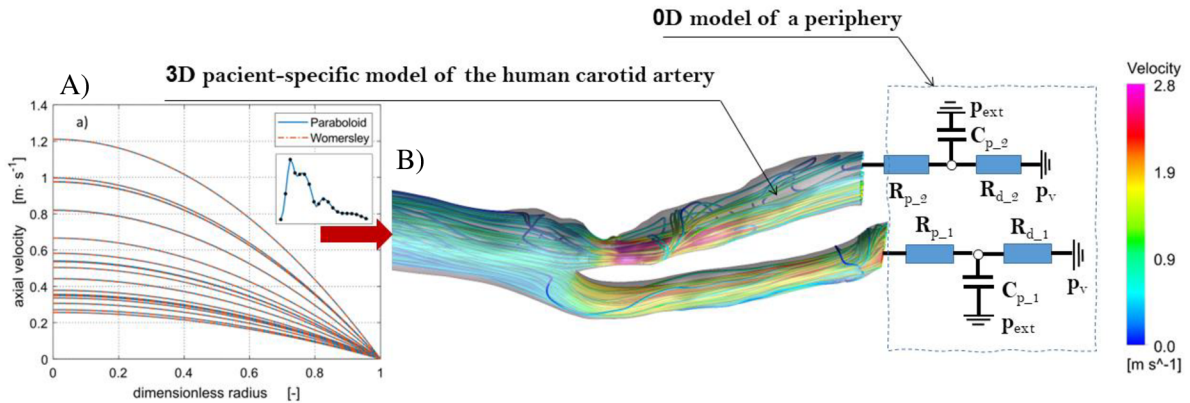 0D model of a periphery
3D pacient-specific model of the human carotid artery
A)
a)
Paraboloid
Womersley
1.4
1.2
1
0.8
0.6
0.4
0.2
0
axial velocity [m· s⁻¹]
0 0.2 0.4 0.6 0.8 1
dimensionless radius [-]
B)
p_ext
C_p_2
R_p_2
R_d_2
p_v
R_p_1
R_d_1
C_p_1
p_v
p_ext
Velocity
2.8
1.9
0.9
0.0
[m s^-1]